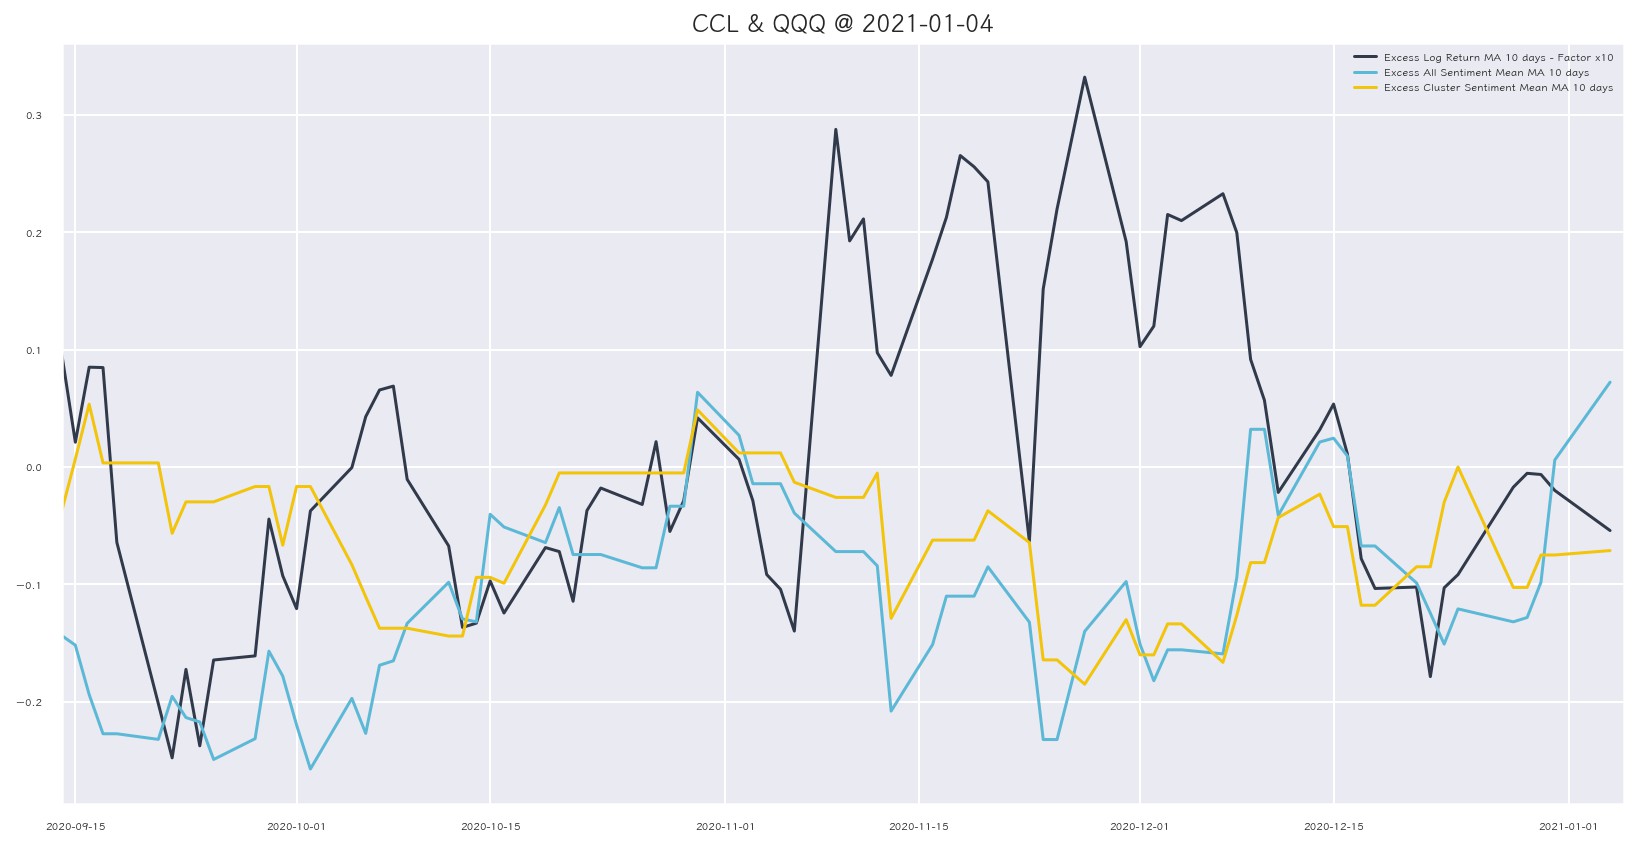 CCL & QQQ @ 2021-01-04
Excess Log Return MA 10 days - Factor x10
Excess All Sentiment Mean MA 10 days
Excess Cluster Sentiment Mean MA 10 days
0.3
0.2
0.1
0.0
−0.1
−0.2
2020-09-15 2020-10-01 2020-10-15 2020-11-01 2020-11-15 2020-12-01 2020-12-15 2021-01-01